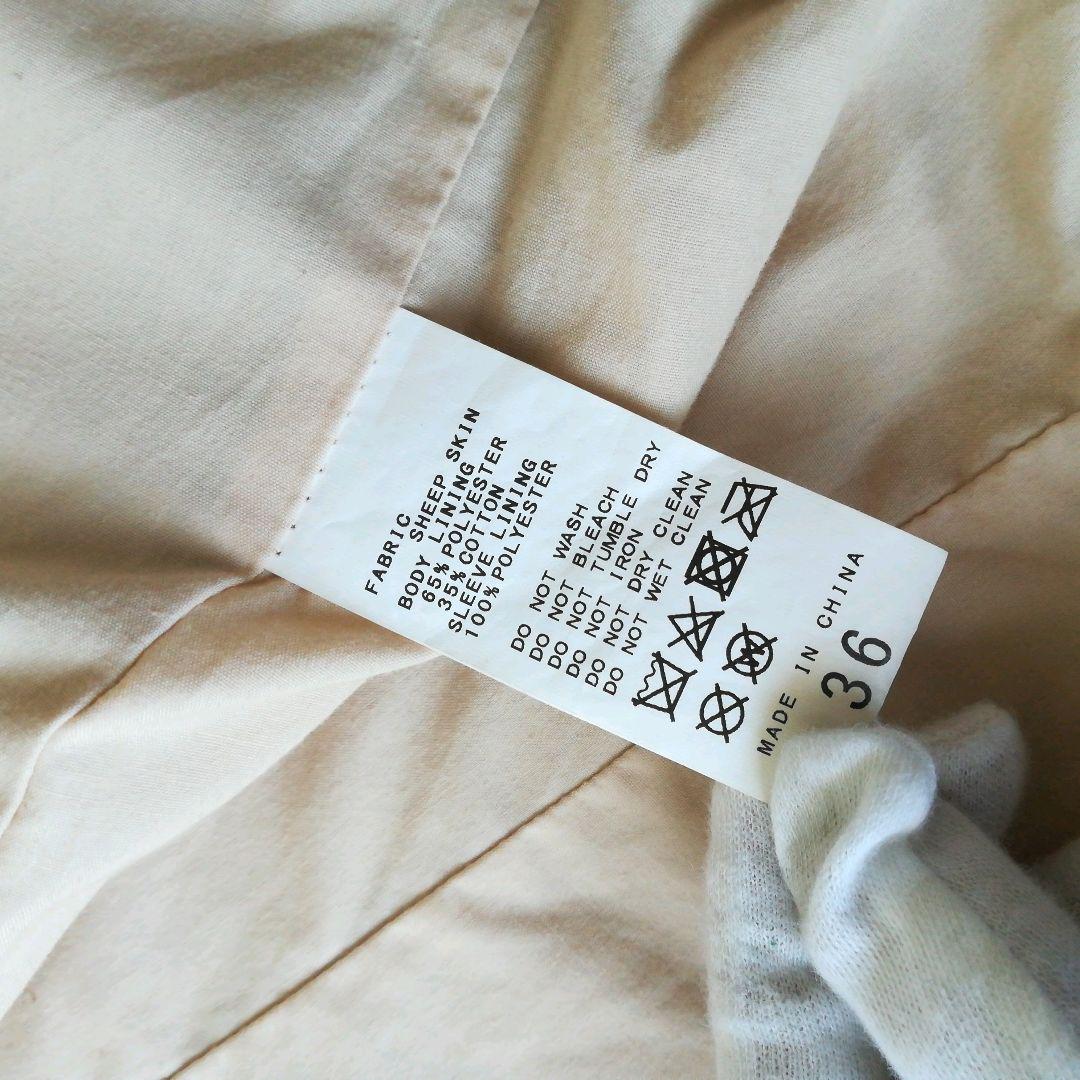 FABRIC
SHEEP SKIN
BODY LINING
65%POLYESTER
35%COTTON
SLEEVE LINING
100%POLYESTER
DO NOT WASH
DO NOT BLEACH
DO NOT TUMBLE DRY
DO NOT IRON
DO NOT DRY CLEAN
DO NOT WET CLEAN
W
MADE IN CHINA
36